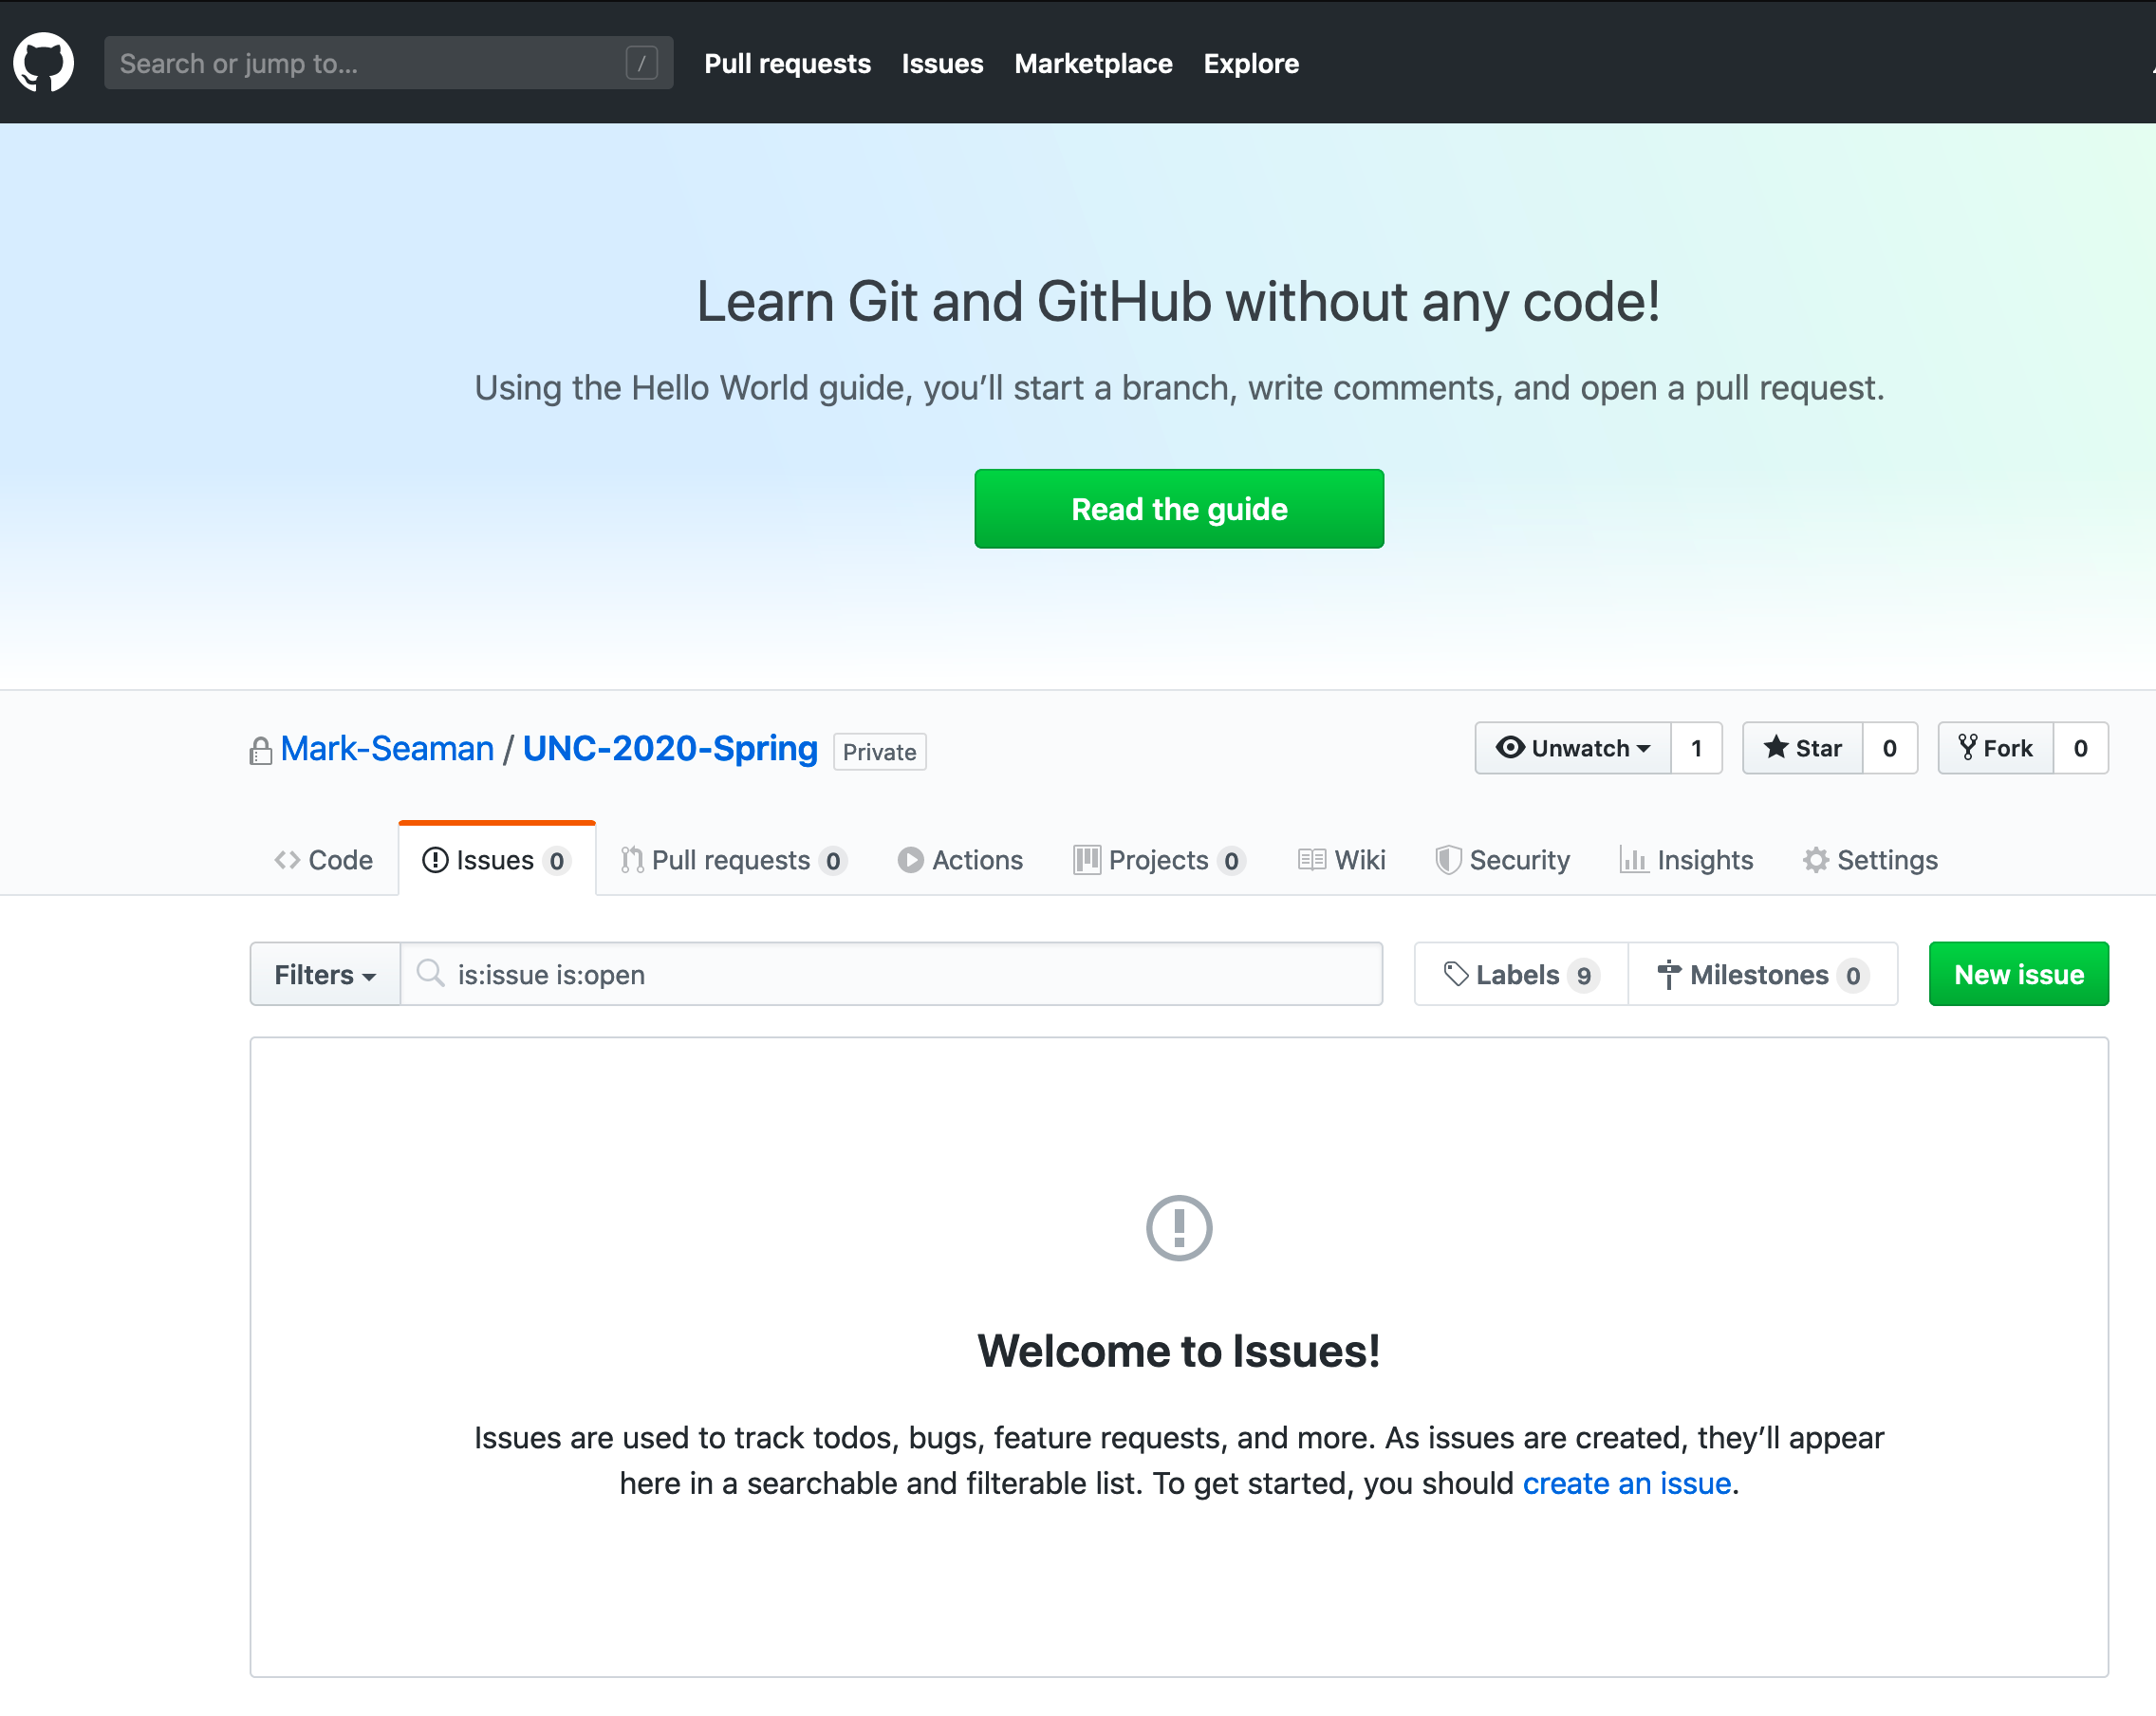 Search or jump to... /
Pull requests Issues Marketplace Explore
Learn Git and GitHub without any code!
Using the Hello World guide, you’ll start a branch, write comments, and open a pull request.
Read the guide
Mark-Seaman / UNC-2020-Spring Private
Unwatch 1 Star 0 Fork 0
Code Issues 0 Pull requests 0 Actions Projects 0 Wiki Security Insights Settings
Filters is:issue is:open Labels 9 Milestones 0 New issue
Welcome to Issues!
Issues are used to track todos, bugs, feature requests, and more. As issues are created, they’ll appear
here in a searchable and filterable list. To get started, you should create an issue.